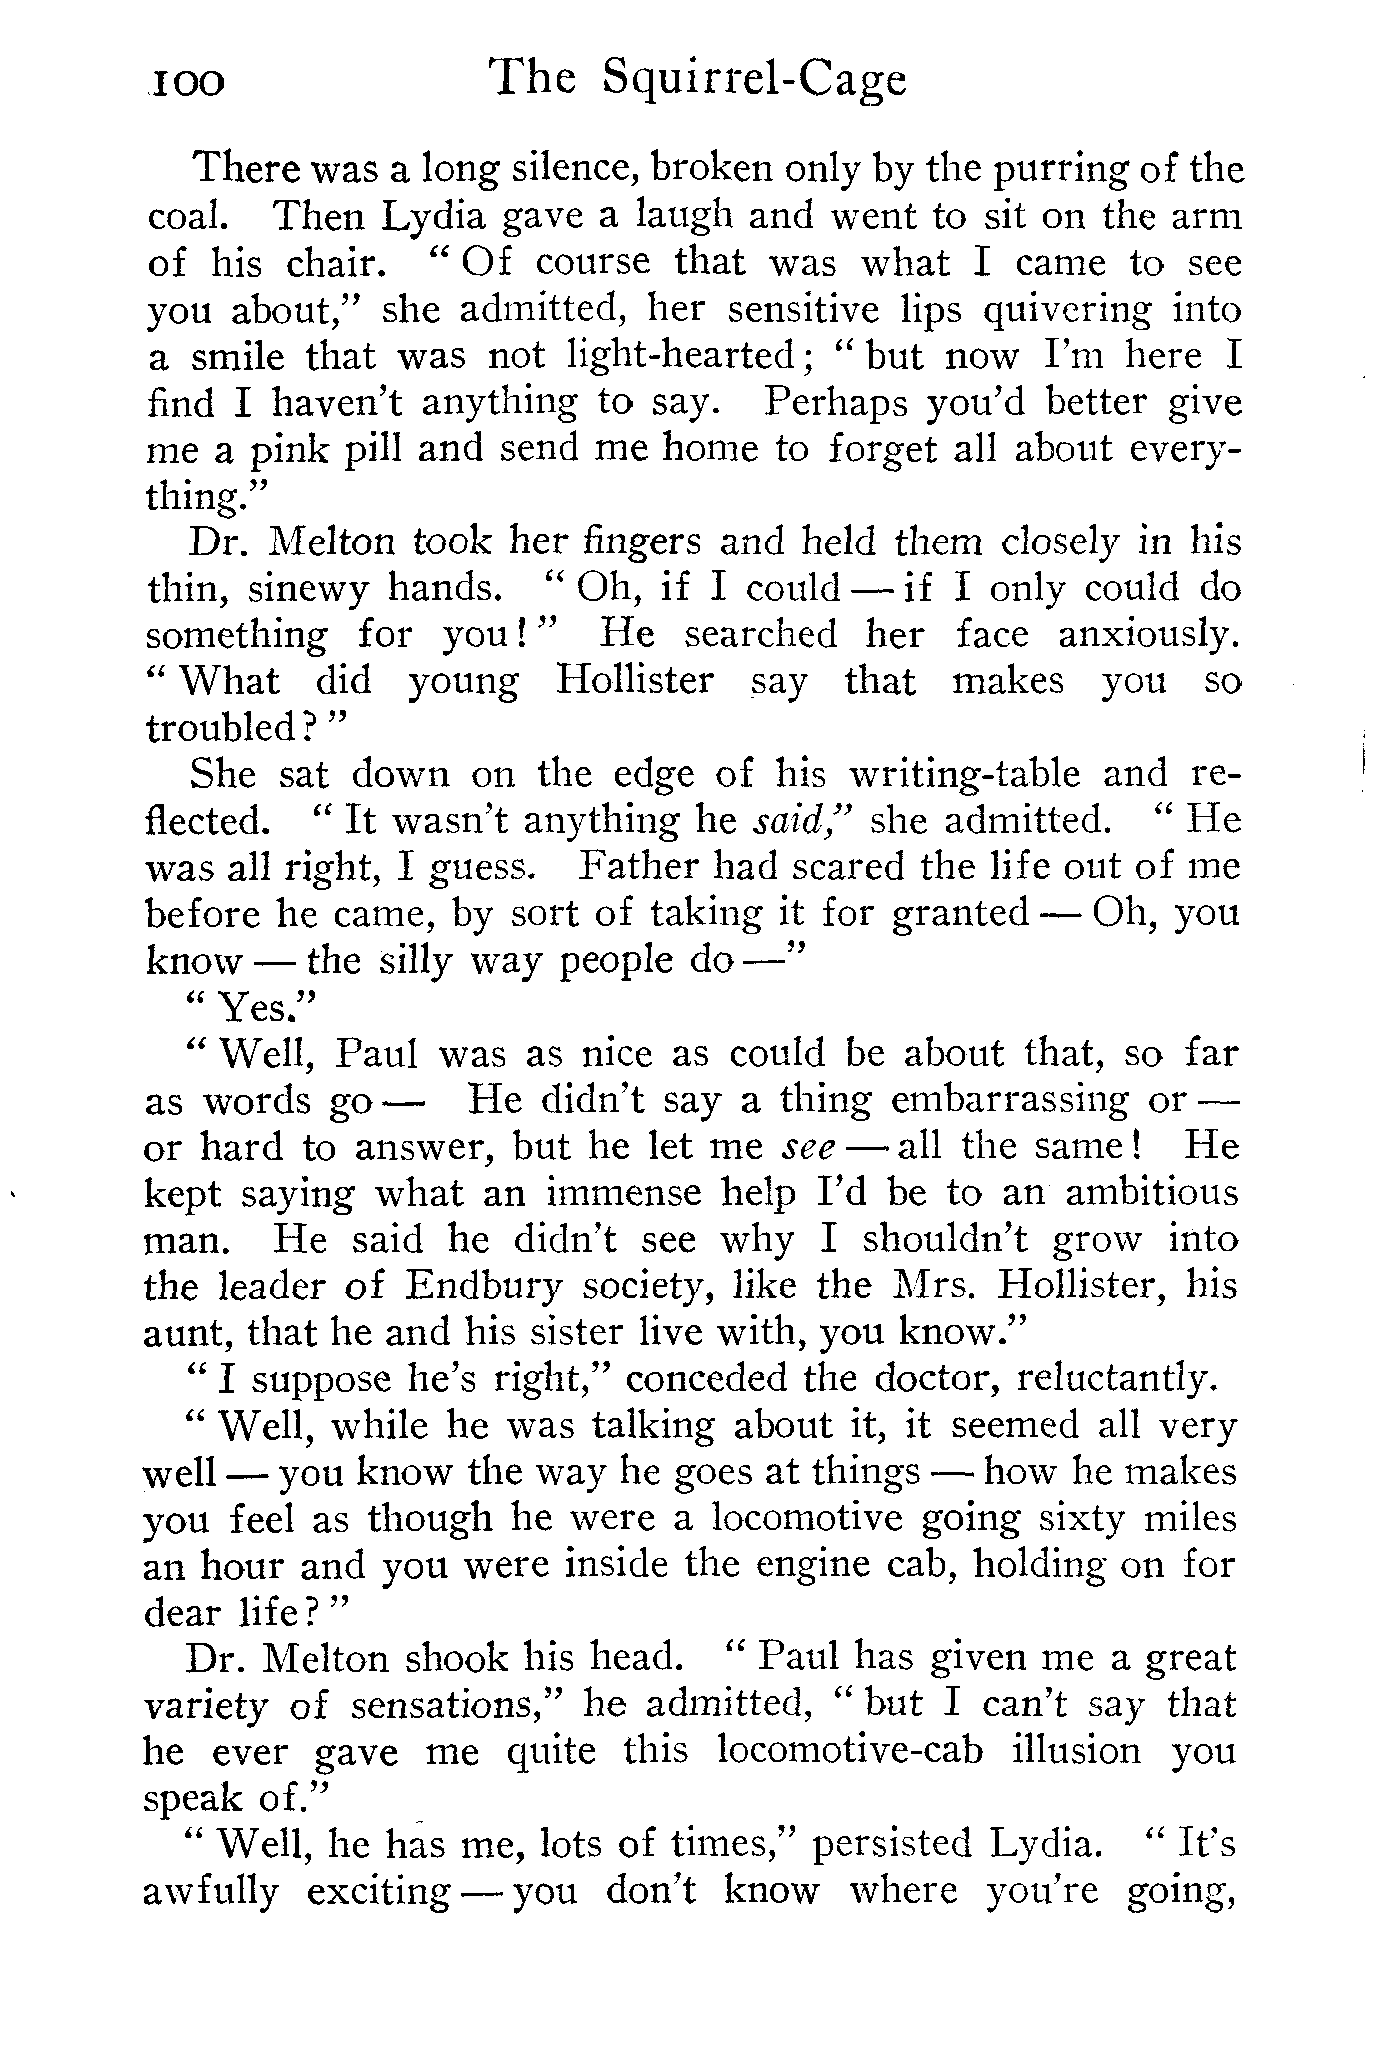 100 The Squirrel-Cage
There was a long silence, broken only by the purring of the
coal. Then Lydia gave a laugh and went to sit on the arm
of his chair. “ Of course that was what I came to see
you about,” she admitted, her sensitive lips quivering into
a smile that was not light-hearted; “ but now I’m here I
find I haven’t anything to say. Perhaps you’d better give
me a pink pill and send me home to forget all about every-
thing.”
Dr. Melton took her fingers and held them closely in his
thin, sinewy hands. “ Oh, if I could — if I only could do
something for you! ” He searched her face anxiously.
“ What did young Hollister say that makes you so
troubled? ”
She sat down on the edge of his writing-table and re-
flected. “ It wasn’t anything he said,” she admitted. “ He
was all right, I guess. Father had scared the life out of me
before he came, by sort of taking it for granted — Oh, you
know — the silly way people do —”
“ Yes.”
“ Well, Paul was as nice as could be about that, so far
as words go — He didn’t say a thing embarrassing or —
or hard to answer, but he let me see — all the same! He
kept saying what an immense help I’d be to an ambitious
man. He said he didn’t see why I shouldn’t grow into
the leader of Endbury society, like the Mrs. Hollister, his
aunt, that he and his sister live with, you know.”
“ I suppose he’s right,” conceded the doctor, reluctantly.
“ Well, while he was talking about it, it seemed all very
well — you know the way he goes at things — how he makes
you feel as though he were a locomotive going sixty miles
an hour and you were inside the engine cab, holding on for
dear life? ”
Dr. Melton shook his head. “ Paul has given me a great
variety of sensations,” he admitted, “ but I can’t say that
he ever gave me quite this locomotive-cab illusion you
speak of.”
“ Well, he has me, lots of times,” persisted Lydia. “ It’s
awfully exciting — you don’t know where you’re going,